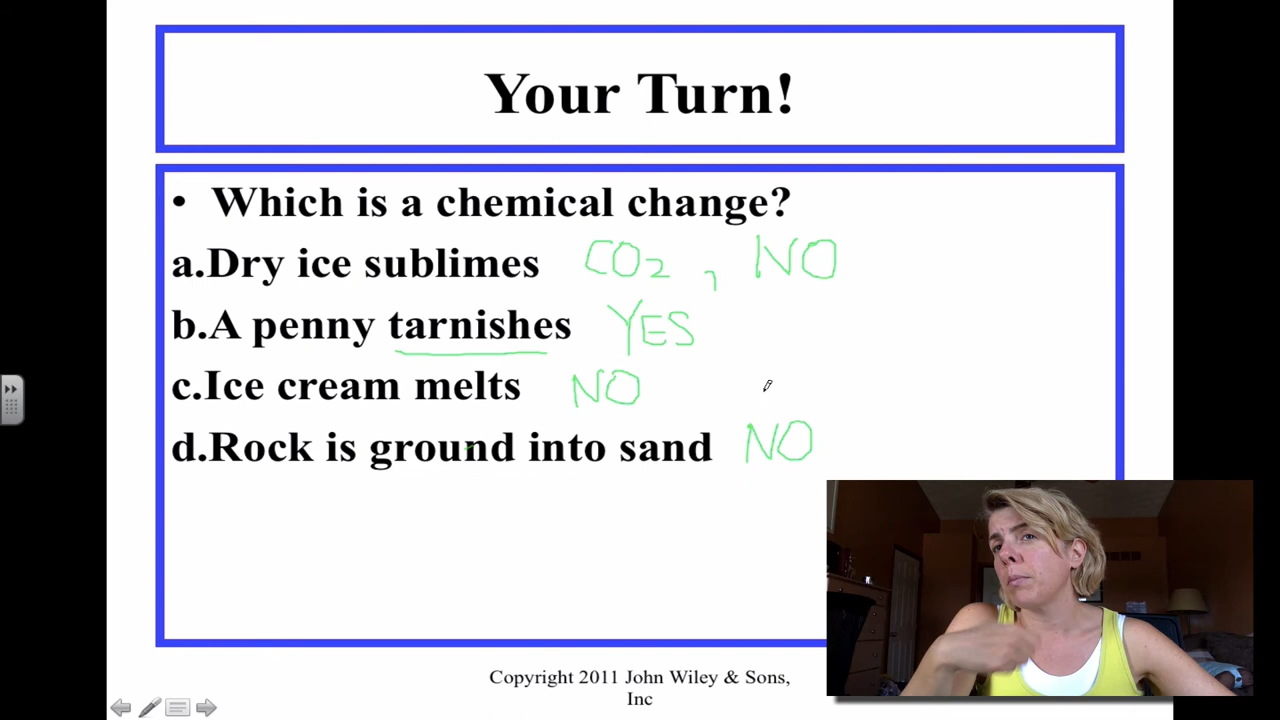 Your Turn!
• Which is a chemical change?
a.Dry ice sublimes CO2, NO
b.A penny tarnishes YES
c.Ice cream melts NO
d.Rock is ground into sand NO
Copyright 2011 John Wiley & Sons,
Inc